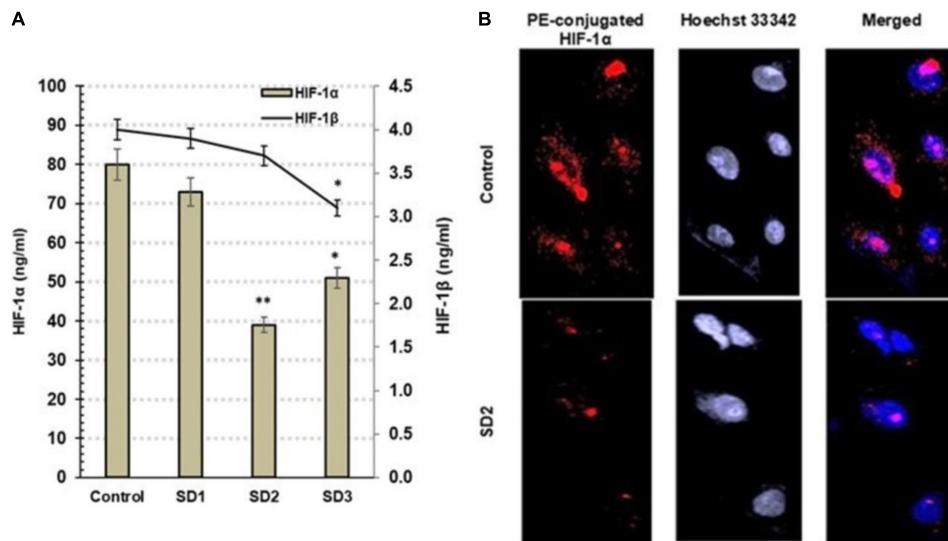 A
HIF-1α (ng/ml)
100
90
80
70
60
50
40
30
20
10
0
HIF-1α
HIF-1β
*
*
**
4.5
4.0
3.5
3.0
2.5
2.0
1.5
1.0
0.5
0.0
HIF-1β (ng/ml)
Control SD1 SD2 SD3
B
PE-conjugated
HIF-1α
Hoechst 33342
Merged
Control
SD2